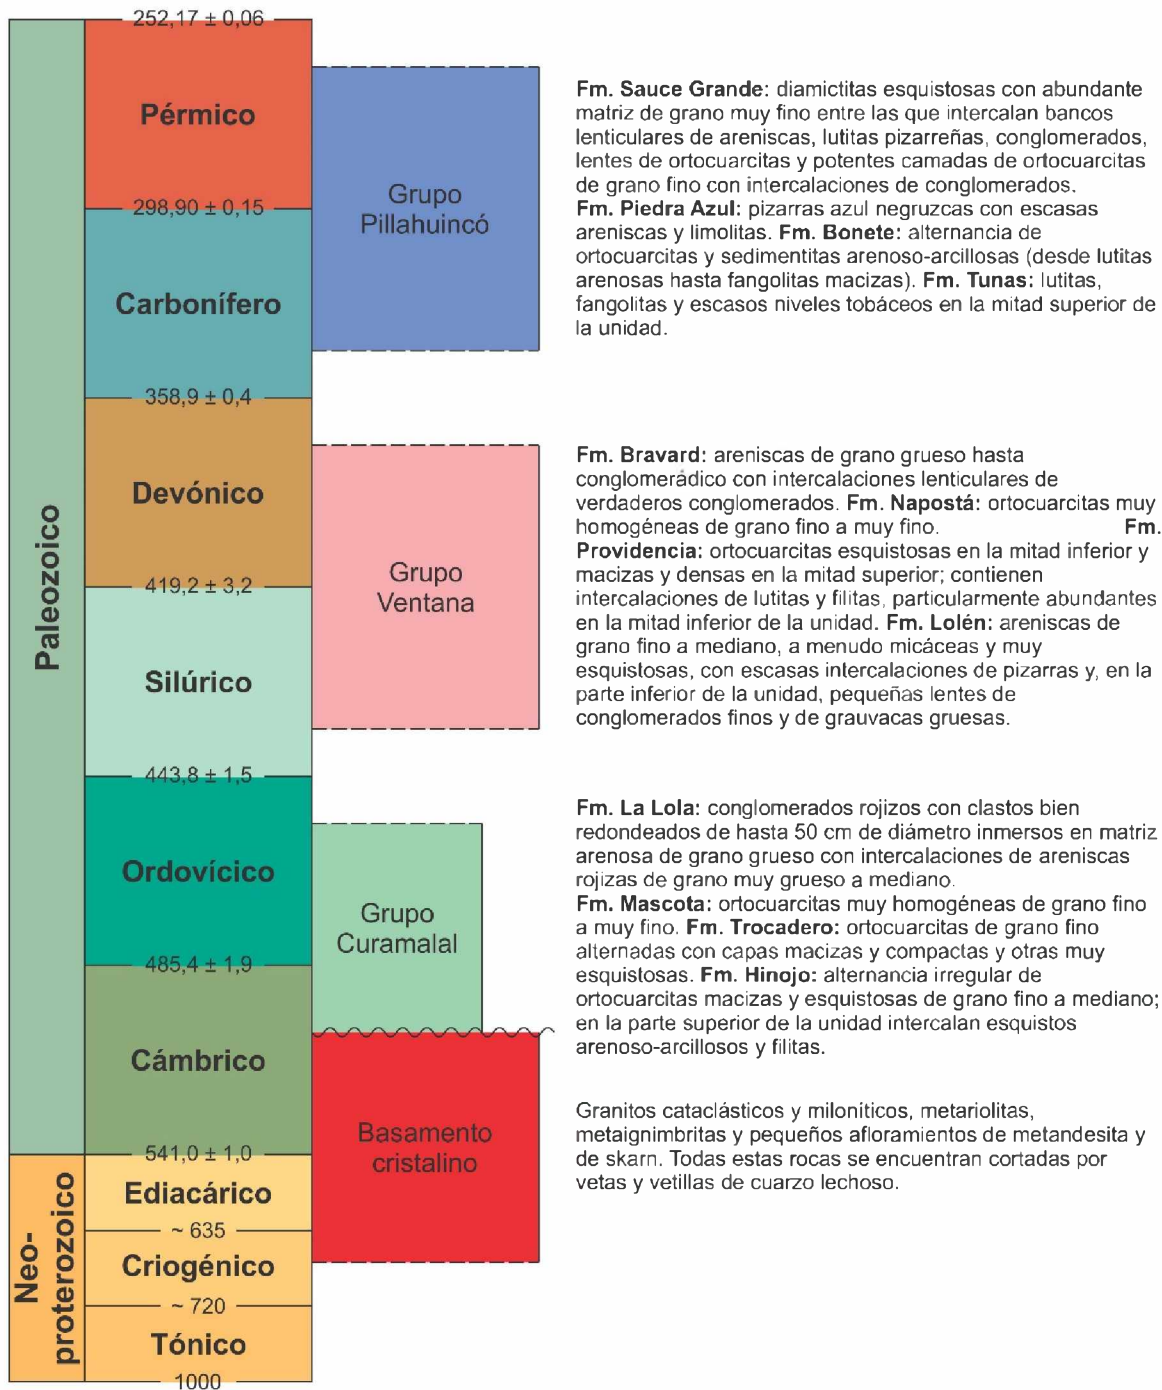 Paleozoico
Neo-
proterozoico
252,17 ± 0,06
Pérmico
298,90 ± 0,15
Carbonífero
358,9 ± 0,4
Devónico
419,2 ± 3,2
Silúrico
443,8 ± 1,5
Ordovícico
485,4 ± 1,9
Cámbrico
541,0 ± 1,0
Ediacárico
~ 635
Criogénico
~ 720
Tónico
1000
Grupo
Pillahuincó
Grupo
Ventana
Grupo
Curamalal
Basamento
cristalino
Fm. Sauce Grande: diamictitas esquistosas con abundante
matriz de grano muy fino entre las que intercalan bancos
lenticulares de areniscas, lutitas pizarreñas, conglomerados,
lentes de ortocuarcitas y potentes camadas de ortocuarcitas
de grano fino con intercalaciones de conglomerados.
Fm. Piedra Azul: pizarras azul negruzcas con escasas
areniscas y limolitas. Fm. Bonete: alternancia de
ortocuarcitas y sedimentitas arenoso-arcillosas (desde lutitas
arenosas hasta fangolitas macizas). Fm. Tunas: lutitas,
fangolitas y escasos niveles tobáceos en la mitad superior de
la unidad.
Fm. Bravard: areniscas de grano grueso hasta
conglomerádico con intercalaciones lenticulares de
verdaderos conglomerados. Fm. Napostá: ortocuarcitas muy
homogéneas de grano fino a muy fino. Fm.
Providencia: ortocuarcitas esquistosas en la mitad inferior y
macizas y densas en la mitad superior; contienen
intercalaciones de lutitas y filitas, particularmente abundantes
en la mitad inferior de la unidad. Fm. Lolén: areniscas de
grano fino a mediano, a menudo micáceas y muy
esquistosas, con escasas intercalaciones de pizarras y, en la
parte inferior de la unidad, pequeñas lentes de
conglomerados finos y de grauvacas gruesas.
Fm. La Lola: conglomerados rojizos con clastos bien
redondeados de hasta 50 cm de diámetro inmersos en matriz
arenosa de grano grueso con intercalaciones de areniscas
rojizas de grano muy grueso a mediano.
Fm. Mascota: ortocuarcitas muy homogéneas de grano fino
a muy fino. Fm. Trocadero: ortocuarcitas de grano fino
alternadas con capas macizas y compactas y otras muy
esquistosas. Fm. Hinojo: alternancia irregular de
ortocuarcitas macizas y esquistosas de grano fino a mediano;
en la parte superior de la unidad intercalan esquistos
arenoso-arcillosos y filitas.
Granitos cataclásticos y miloníticos, metariolitas,
metaignimbritas y pequeños afloramientos de metandesita y
de skarn. Todas estas rocas se encuentran cortadas por
vetas y vetillas de cuarzo lechoso.